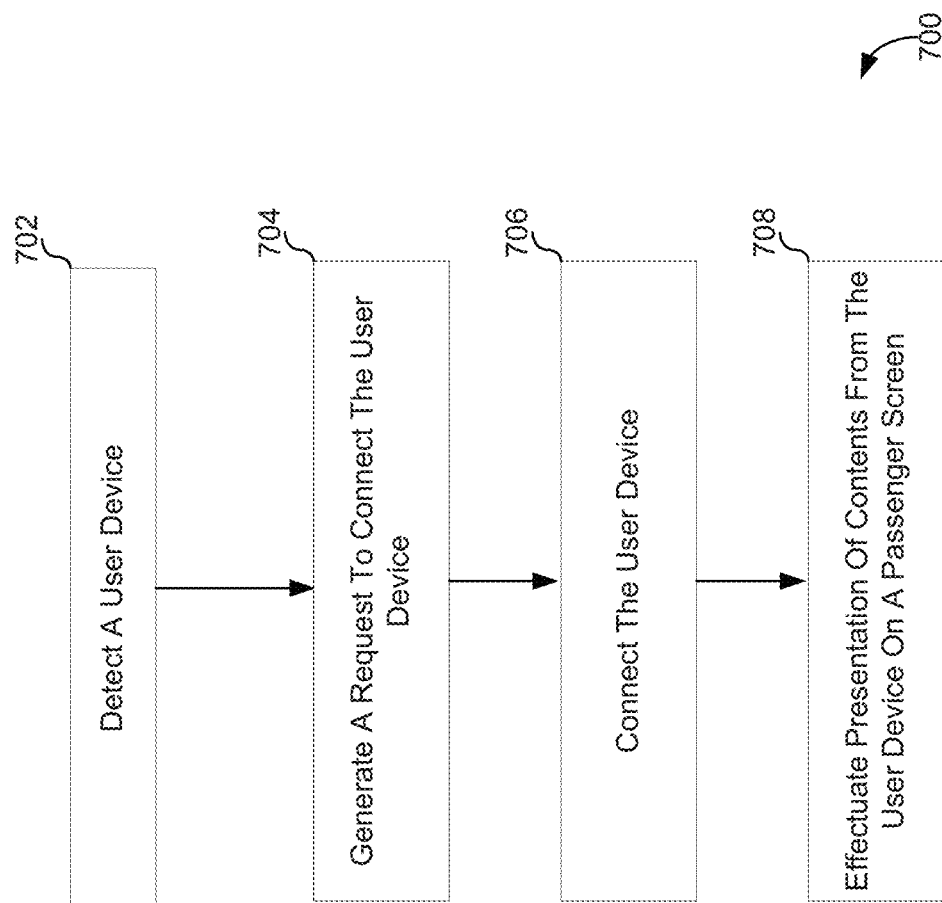 702
Detect A User Device
704
Generate A Request To Connect The User
Device
706
Connect The User Device
708
Effectuate Presentation Of Contents From The
User Device On A Passenger Screen
700